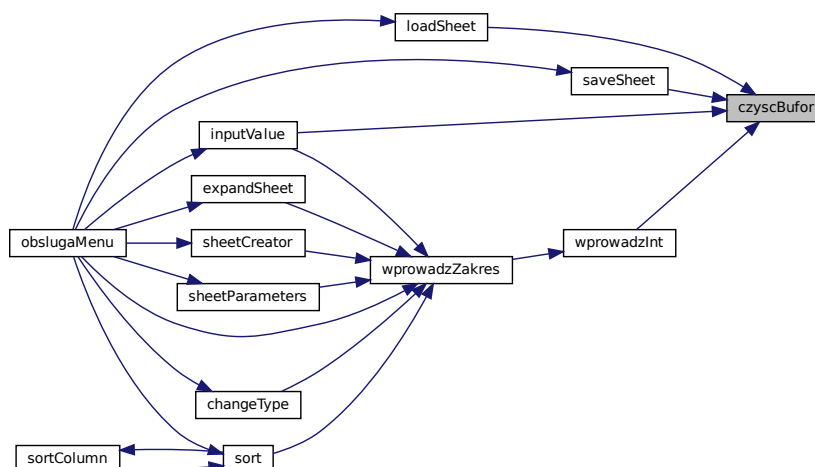 loadSheet
saveSheet
czyscBufor
inputValue
expandSheet
obslugaMenu
sheetCreator
wprowadzInt
wprowadzZakres
sheetParameters
changeType
sortColumn
sort